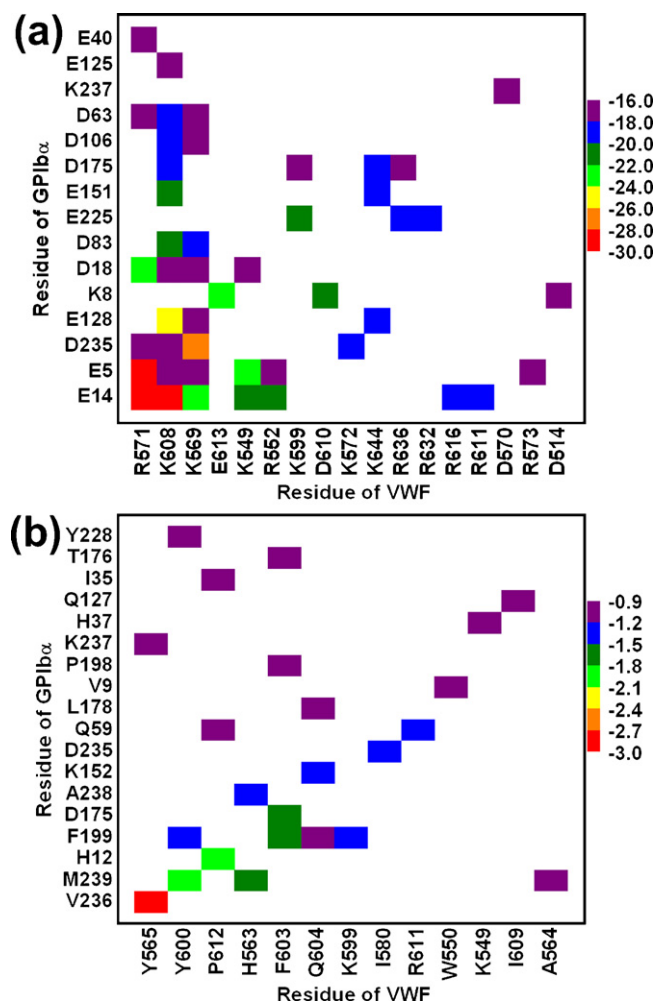 (a)
E40
E125
K237
D63
D106
D175
E151
E225
D83
D18
K8
E128
D235
E5
E14
Residue of GPIbα
R571 K608 K569 E613 K549 R552 K599 D610 K572 K644 R636 R632 R616 R611 D570 R573 D514
Residue of VWF
-16.0
-18.0
-20.0
-22.0
-24.0
-26.0
-28.0
-30.0
(b)
Y228
T176
I35
Q127
H37
K237
P198
V9
L178
Q59
D235
K152
A238
D175
F199
H12
M239
V236
Residue of GPIbα
Y565 Y600 P612 H563 F603 Q604 K599 I580 R611 W550 K549 I609 A564
Residue of VWF
-0.9
-1.2
-1.5
-1.8
-2.1
-2.4
-2.7
-3.0